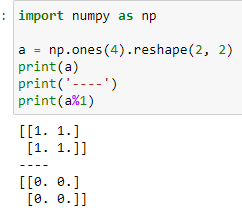 : import numpy as np

a = np.ones(4).reshape(2, 2)
print(a)
print('----')
print(a%1)

[[1. 1.]
 [1. 1.]]
----
[[0. 0.]
 [0. 0.]]